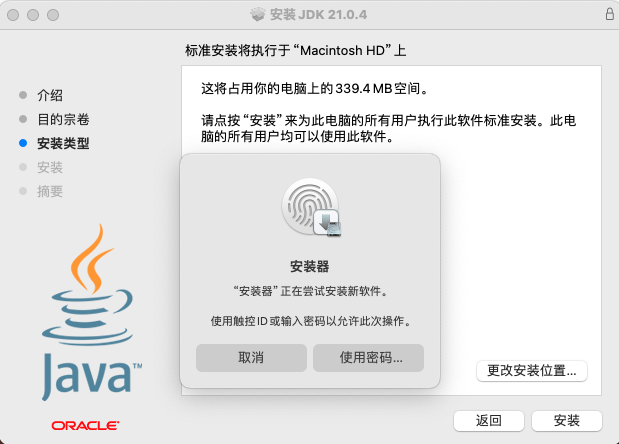 安装 JDK 21.0.4
标准安装将执行于“Macintosh HD”上
介绍
目的宗卷
安装类型
安装
摘要
这将占用你的电脑上的 339.4 MB 空间。
请点按“安装”来为此电脑的所有用户执行此软件标准安装。此电
脑的所有用户均可以使用此软件。
安装器
“安装器”正在尝试安装新软件。
使用触控 ID 或输入密码以允许此次操作。
取消
使用密码...
更改安装位置...
返回
安装
Java™
ORACLE®